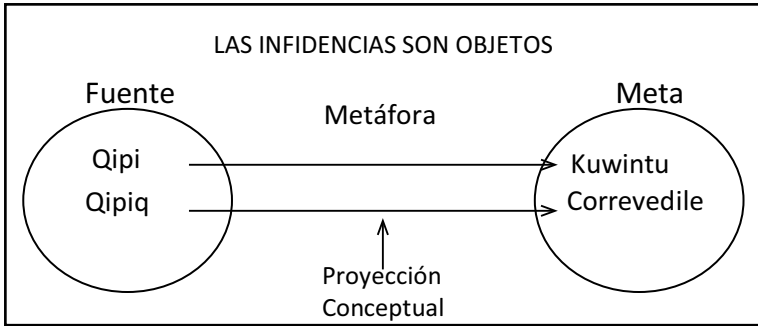 LAS INFIDENCIAS SON OBJETOS
Fuente
Metáfora
Meta
Qipi
Kuwintu
Qipiq
Correvedile
Proyección
Conceptual